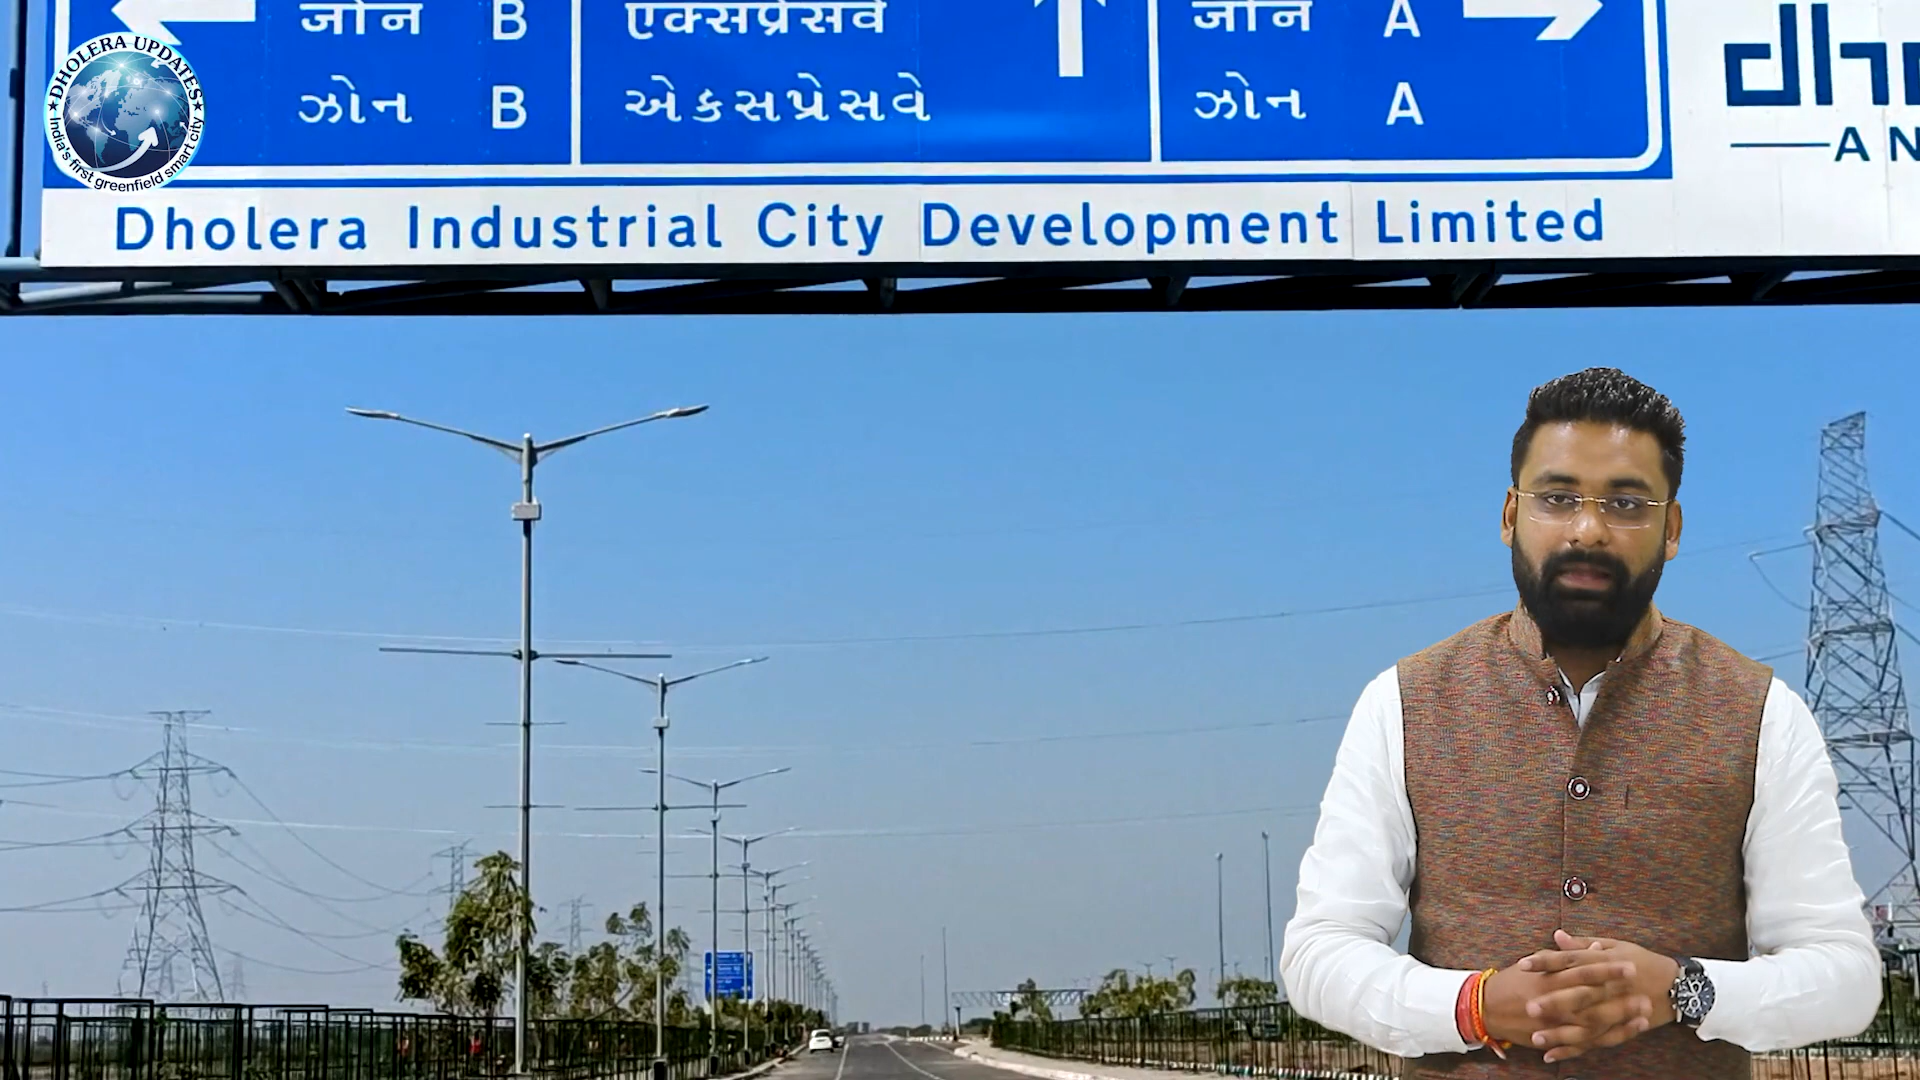 जोन B
ઝોન B
एक्सप्रेसवे
એકસપ્રેસવે
जोन A
ઝોન A
Dholera Industrial City Development Limited
DHOLERA UPDATES
India's first greenfield smart city